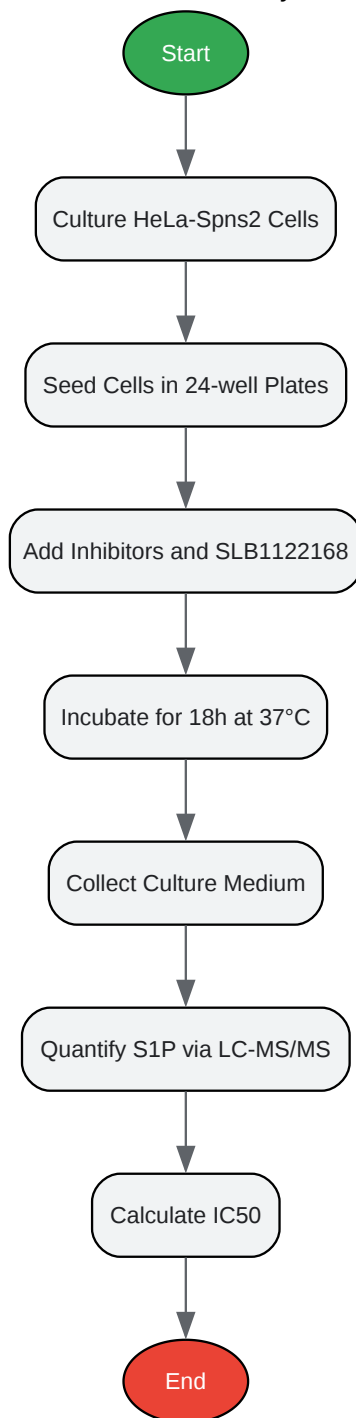 Start
Culture HeLa-Spns2 Cells
Seed Cells in 24-well Plates
Add Inhibitors and SLB1122168
Incubate for 18h at 37°C
Collect Culture Medium
Quantify S1P via LC-MS/MS
Calculate IC50
End